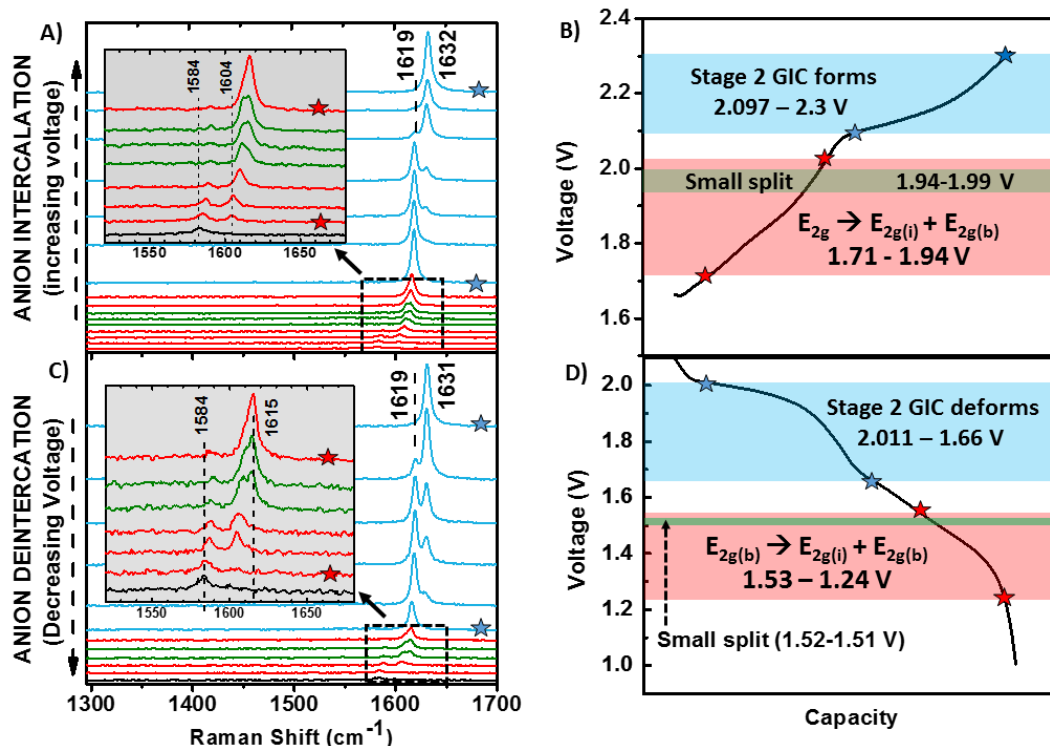 A)
ANION INTERCALATION
(increasing voltage)
1584
1604
1550
1600
1650
1619
1632
B)
2.4
2.2
2.0
1.8
1.6
Voltage (V)
Stage 2 GIC forms
2.097 – 2.3 V
Small split
1.94-1.99 V
E2g → E2g(i) + E2g(b)
1.71 - 1.94 V
C)
ANION DEINTERCATION
(Decreasing Voltage)
1584
1615
1550
1600
1650
1619
1631
1300
1400
1500
1600
1700
Raman Shift (cm-1)
D)
2.0
1.8
1.6
1.4
1.2
1.0
Voltage (V)
Stage 2 GIC deforms
2.011 – 1.66 V
E2g(b) → E2g(i) + E2g(b)
1.53 – 1.24 V
Small split (1.52-1.51 V)
Capacity